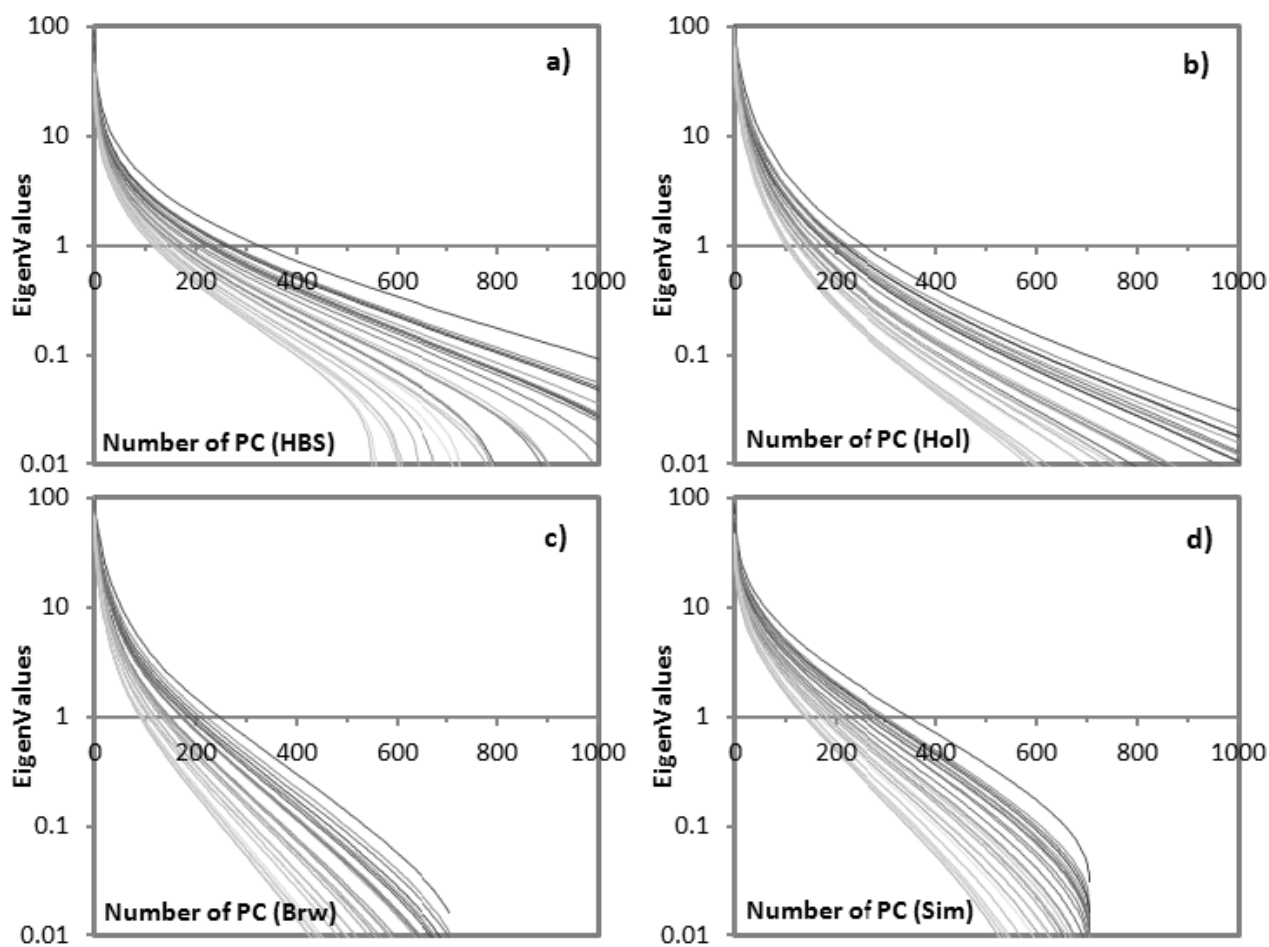 100
a)
10
EigenValues
1
0 200 400 600 800 1000
0.1
Number of PC (HBS)
0.01
100
b)
10
EigenValues
1
0 200 400 600 800 1000
0.1
Number of PC (Hol)
0.01
100
c)
10
EigenValues
1
0 200 400 600 800 1000
0.1
Number of PC (Brw)
0.01
100
d)
10
EigenValues
1
0 200 400 600 800 1000
0.1
Number of PC (Sim)
0.01